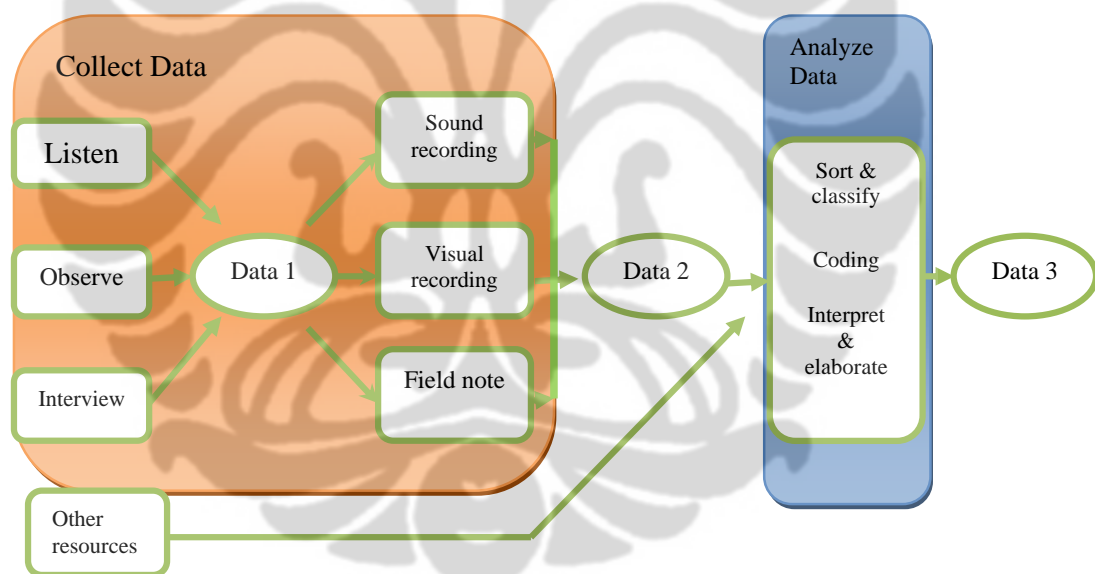 Collect Data
Listen
Observe
Interview
Data 1
Sound
recording
Visual
recording
Field note
Other
resources
Data 2
Analyze
Data
Sort &
classify
Coding
Interpret
&
elaborate
Data 3